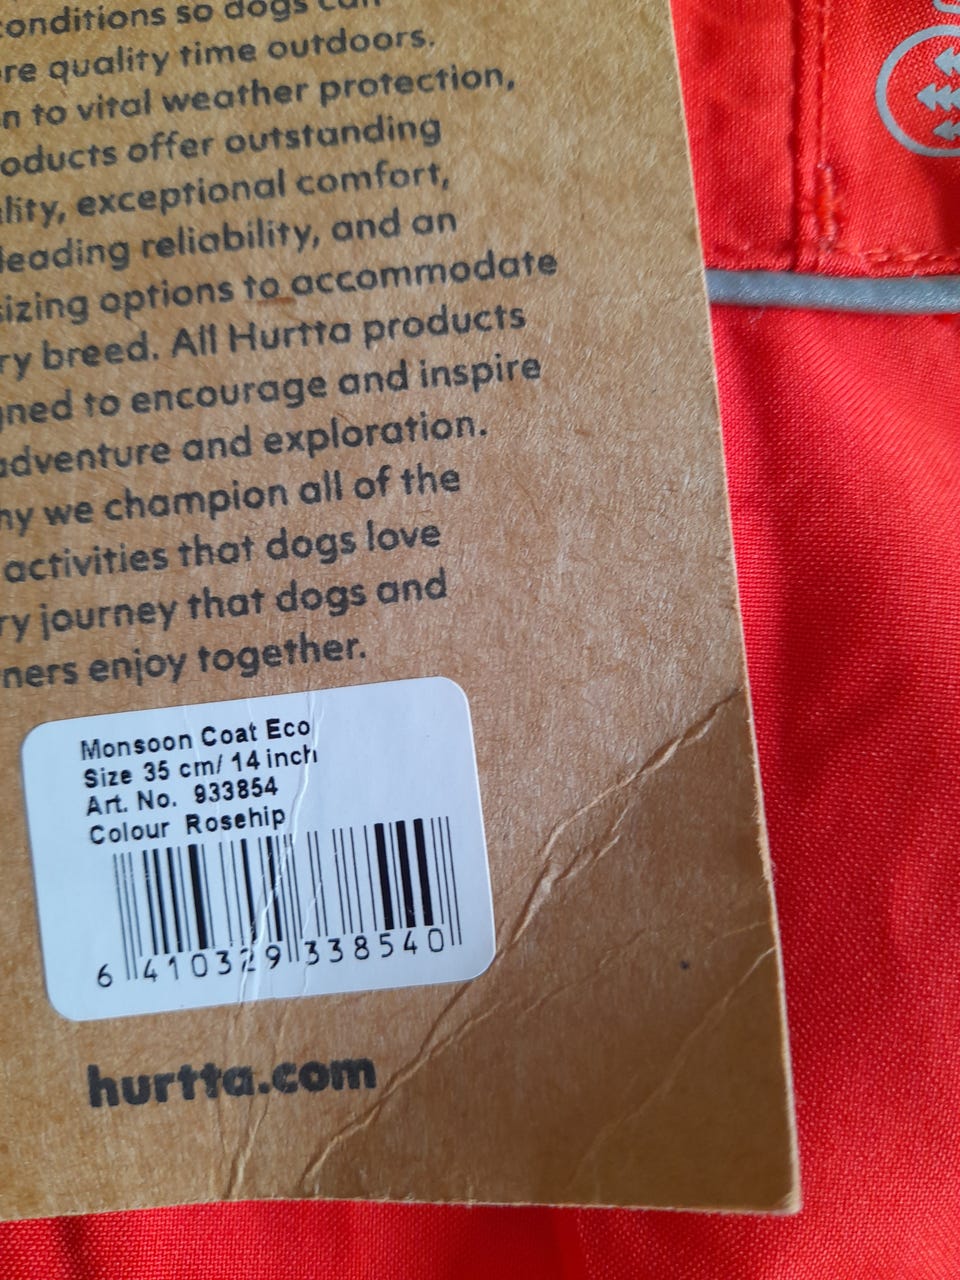 conditions so dogs can
re quality time outdoors.
n to vital weather protection,
oducts offer outstanding
lity, exceptional comfort,
leading reliability, and an
sizing options to accommodate
ry breed. All Hurtta products
gned to encourage and inspire
adventure and exploration.
hy we champion all of the
activities that dogs love
ry journey that dogs and
ners enjoy together.
Monsoon Coat Eco
Size 35 cm/ 14 inch
Art. No. 933854
Colour Rosehip
6 410329 338540
hurtta.com